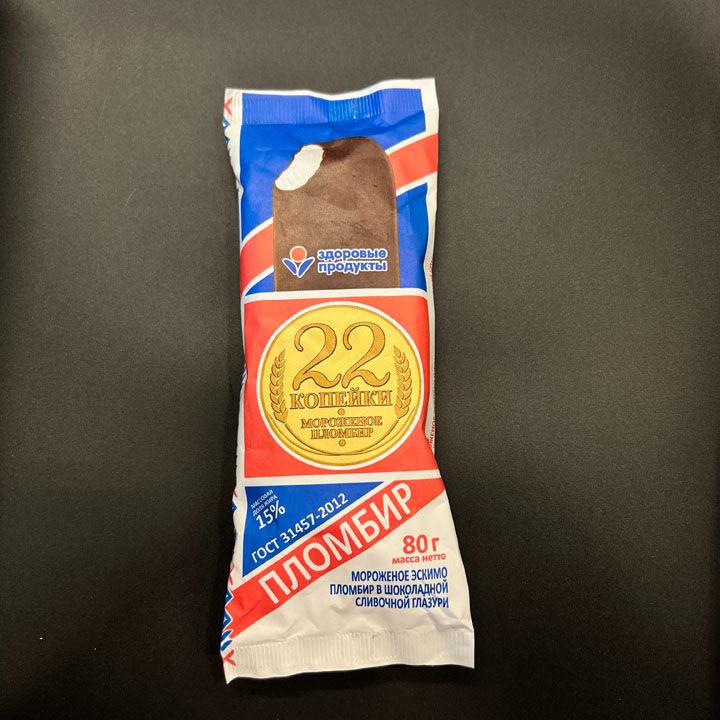 здоровые
продукты
22
КОПЕЙКИ
МОРОЖЕНОЕ
ПЛОМБИР
МАССОВАЯ
ДОЛЯ ЖИРА
15%
ГОСТ 31457-2012
ПЛОМБИР
80 г
масса нетто
МОРОЖЕНОЕ ЭСКИМО
ПЛОМБИР В ШОКОЛАДНОЙ
СЛИВОЧНОЙ ГЛАЗУРИ